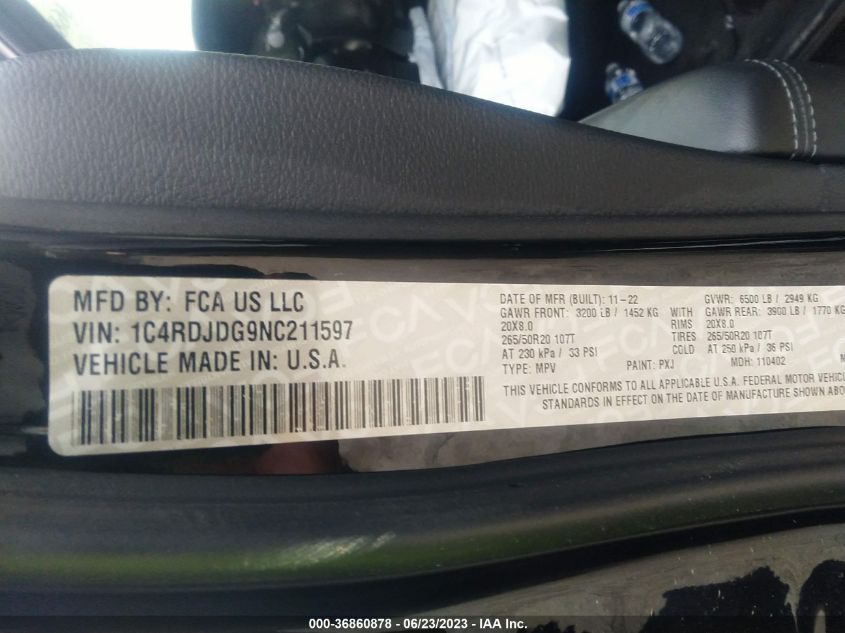 MFD BY: FCA US LLC
VIN: 1C4RDJDG9NC211597
VEHICLE MADE IN: U.S.A.
DATE OF MFR (BUILT): 11-22 GVWR: 6500 LB / 2949 KG
GAWR FRONT: 3200 LB / 1452 KG WITH GAWR REAR: 3900 LB / 1770 KG
20X8.0 RIMS 20X8.0
265/50R20 107T TIRES 265/50R20 107T
AT 230 kPa / 33 PSI COLD AT 250 kPa / 36 PSI
TYPE: MPV PAINT: PXJ MDH: 110402
THIS VEHICLE CONFORMS TO ALL APPLICABLE U.S.A. FEDERAL MOTOR
STANDARDS IN EFFECT ON THE DATE OF MANUFACTURE SHOWN
000-36860878 - 06/23/2023 - IAA Inc.